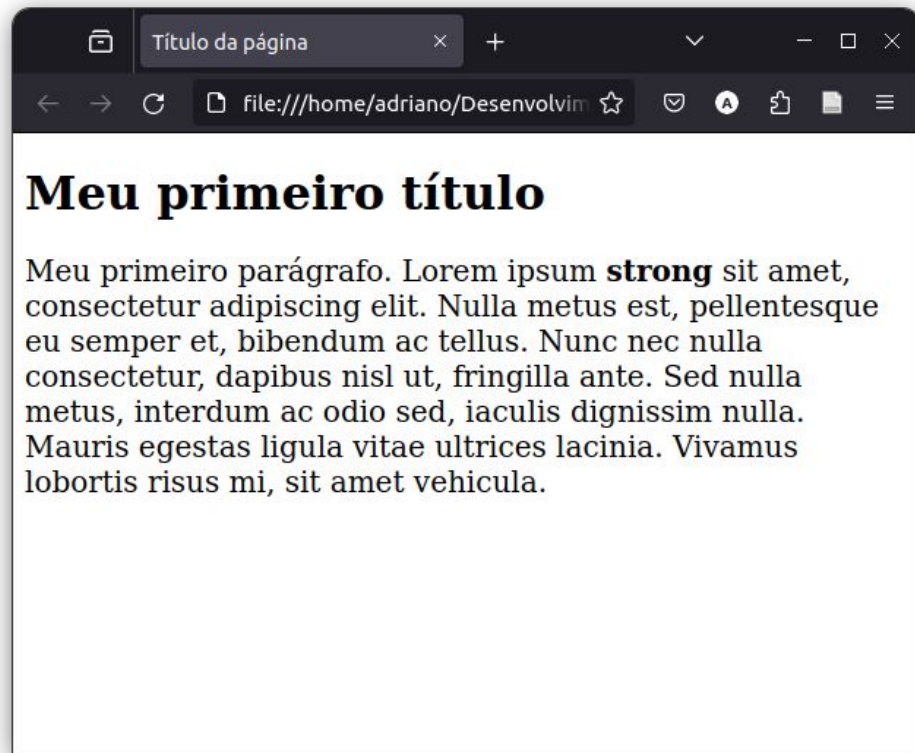 Título da página
file:///home/adriano/Desenvolvim
A
Meu primeiro título
Meu primeiro parágrafo. Lorem ipsum strong sit amet,
consectetur adipiscing elit. Nulla metus est, pellentesque
eu semper et, bibendum ac tellus. Nunc nec nulla
consectetur, dapibus nisl ut, fringilla ante. Sed nulla
metus, interdum ac odio sed, iaculis dignissim nulla.
Mauris egestas ligula vitae ultrices lacinia. Vivamus
lobortis risus mi, sit amet vehicula.